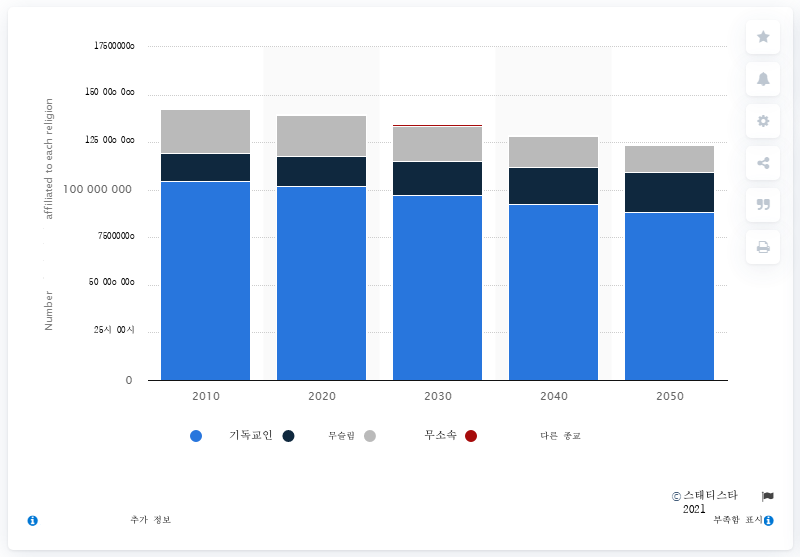 17500000o
150 00o 00o
125 00o 0oo
100 000 000
7500000o
50 00o 00o
25시 00시
0
Number affiliated to each religion
2010 2020 2030 2040 2050
기독교인 무슬림 무소속 다른 종교
© 스태티스타
2021
추가 정보 부족함 표시